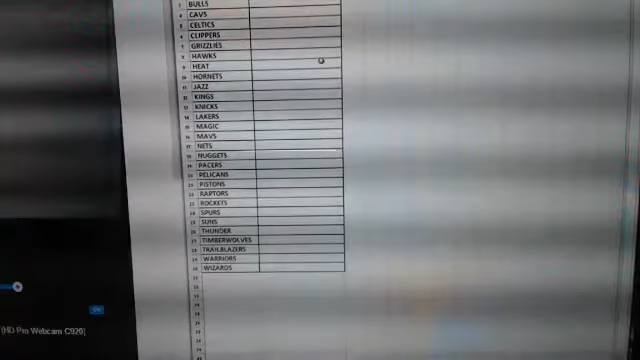 BULLS
CAVS
CELTICS
CLIPPERS
GRIZZLIES
HAWKS
HEAT
HORNETS
JAZZ
KINGS
KNICKS
LAKERS
MAGIC
MAVS
NETS
NUGGETS
PACERS
PELICANS
PISTONS
RAPTORS
ROCKETS
SPURS
SUNS
THUNDER
TIMBERWOLVES
TRAILBLAZERS
WARRIORS
WIZARDS
(HD Pro Webcam C920)